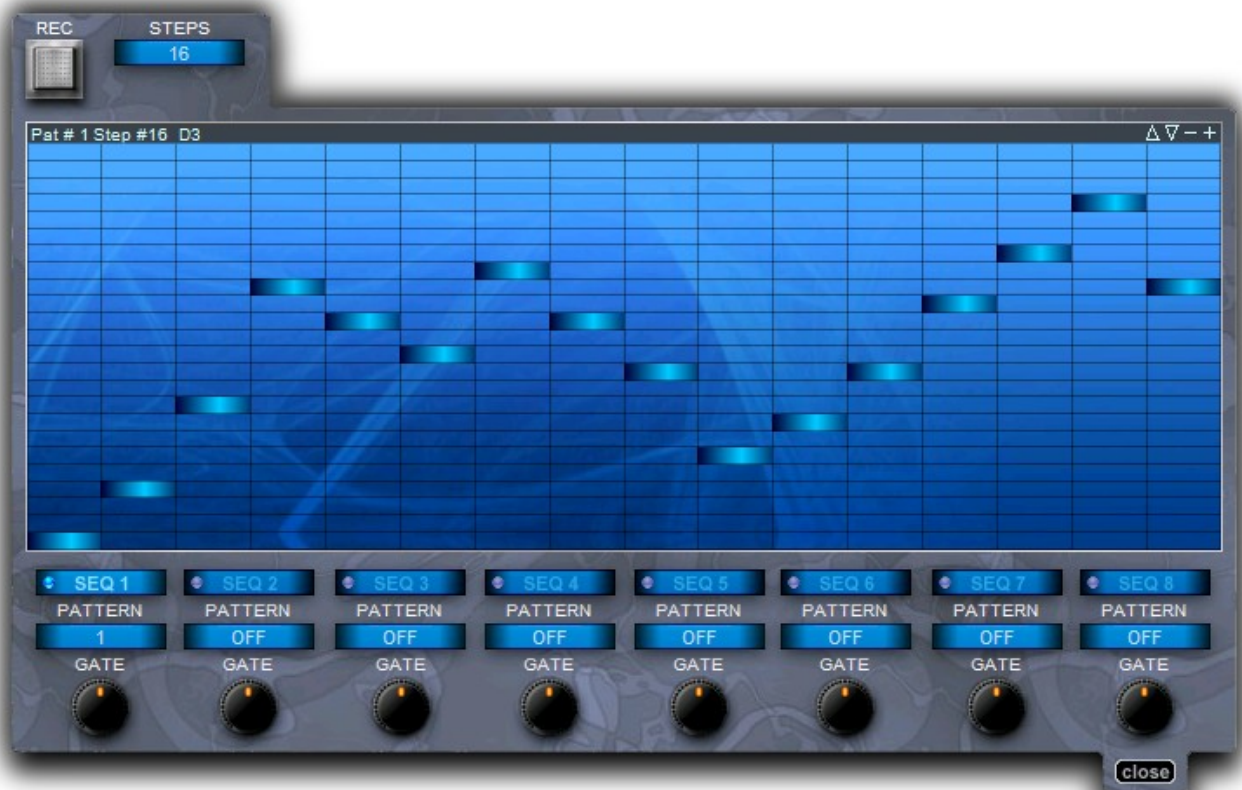 REC STEPS
16
Pat # 1 Step #16 D3 − +
SEQ 1 SEQ 2 SEQ 3 SEQ 4 SEQ 5 SEQ 6 SEQ 7 SEQ 8
PATTERN PATTERN PATTERN PATTERN PATTERN PATTERN PATTERN PATTERN
1 OFF OFF OFF OFF OFF OFF OFF
GATE GATE GATE GATE GATE GATE GATE GATE
close